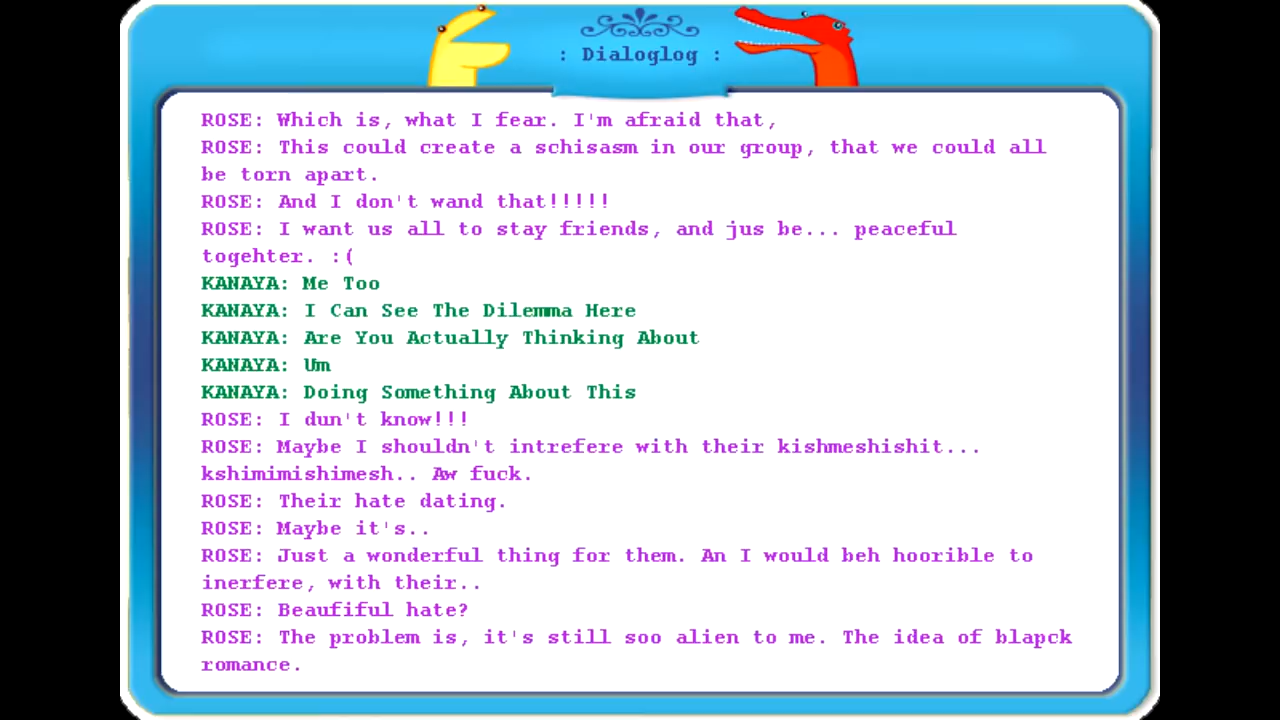 : Dialoglog :
ROSE: Which is, what I fear. I'm afraid that,
ROSE: This could create a schisasm in our group, that we could all
be torn apart.
ROSE: And I don't wand that!!!!!
ROSE: I want us all to stay friends, and jus be... peaceful
togehter. :(
KANAYA: Me Too
KANAYA: I Can See The Dilemma Here
KANAYA: Are You Actually Thinking About
KANAYA: Um
KANAYA: Doing Something About This
ROSE: I dun't know!!!
ROSE: Maybe I shouldn't intrefere with their kishmeshishit...
kshimimishimesh.. Aw fuck.
ROSE: Their hate dating.
ROSE: Maybe it's..
ROSE: Just a wonderful thing for them. An I would beh hoorible to
inerfere, with their..
ROSE: Beaufiful hate?
ROSE: The problem is, it's still soo alien to me. The idea of blapck
romance.